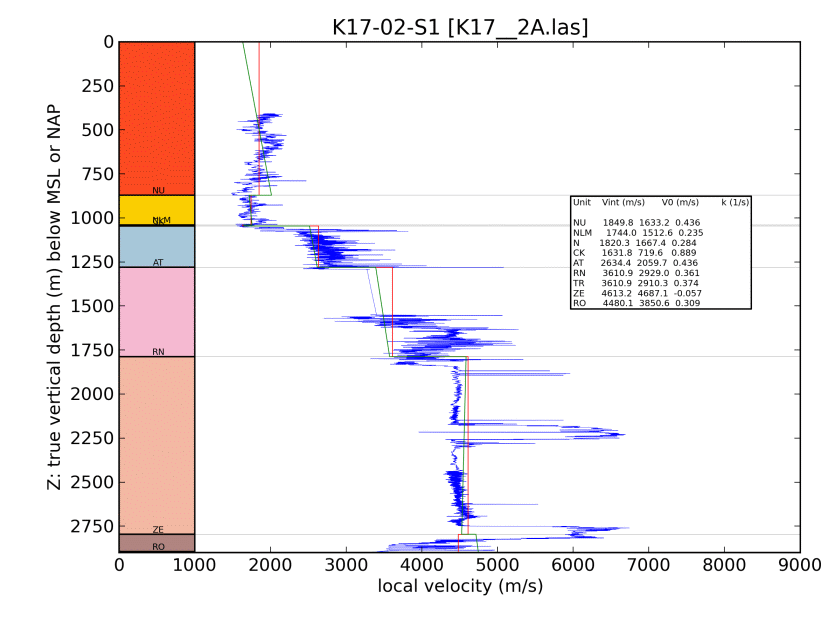 K17-02-S1 [K17__2A.las]
Z: true vertical depth (m) below MSL or NAP
0
250
500
750
1000
1250
1500
1750
2000
2250
2500
2750
NU
NLM
AT
RN
ZE
RO
Unit Vint (m/s) V0 (m/s) k (1/s)
NU 1849.8 1633.2 0.436
NLM 1744.0 1512.6 0.235
N 1820.3 1667.4 0.284
CK 1631.8 719.6 0.889
AT 2634.4 2059.7 0.436
RN 3610.9 2929.0 0.361
TR 3610.9 2910.3 0.374
ZE 4613.2 4687.1 -0.057
RO 4480.1 3850.6 0.309
0 1000 2000 3000 4000 5000 6000 7000 8000 9000
local velocity (m/s)